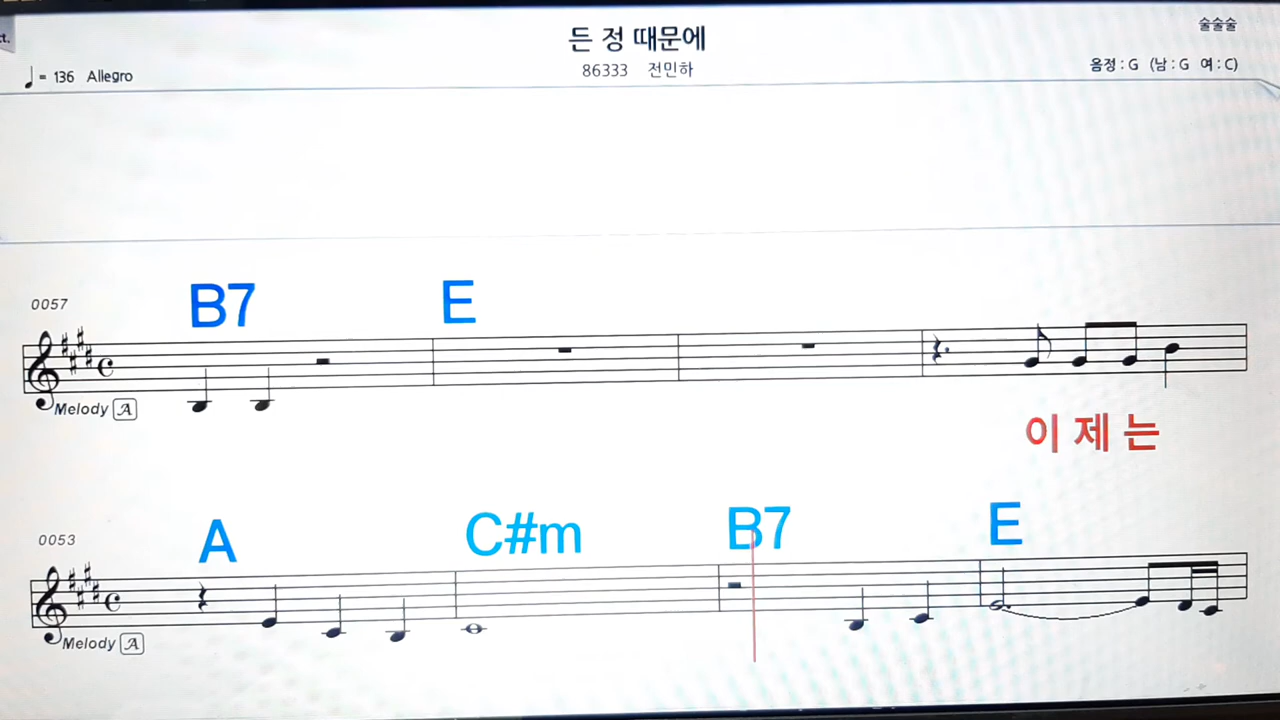 든 정 때문에
술술술
♩= 136 Allegro
86333 전민하
음정 : G (남 : G 여 : C)
B7 E
0057
Melody A
이 제 는
A C#m B7 E
0053
Melody A